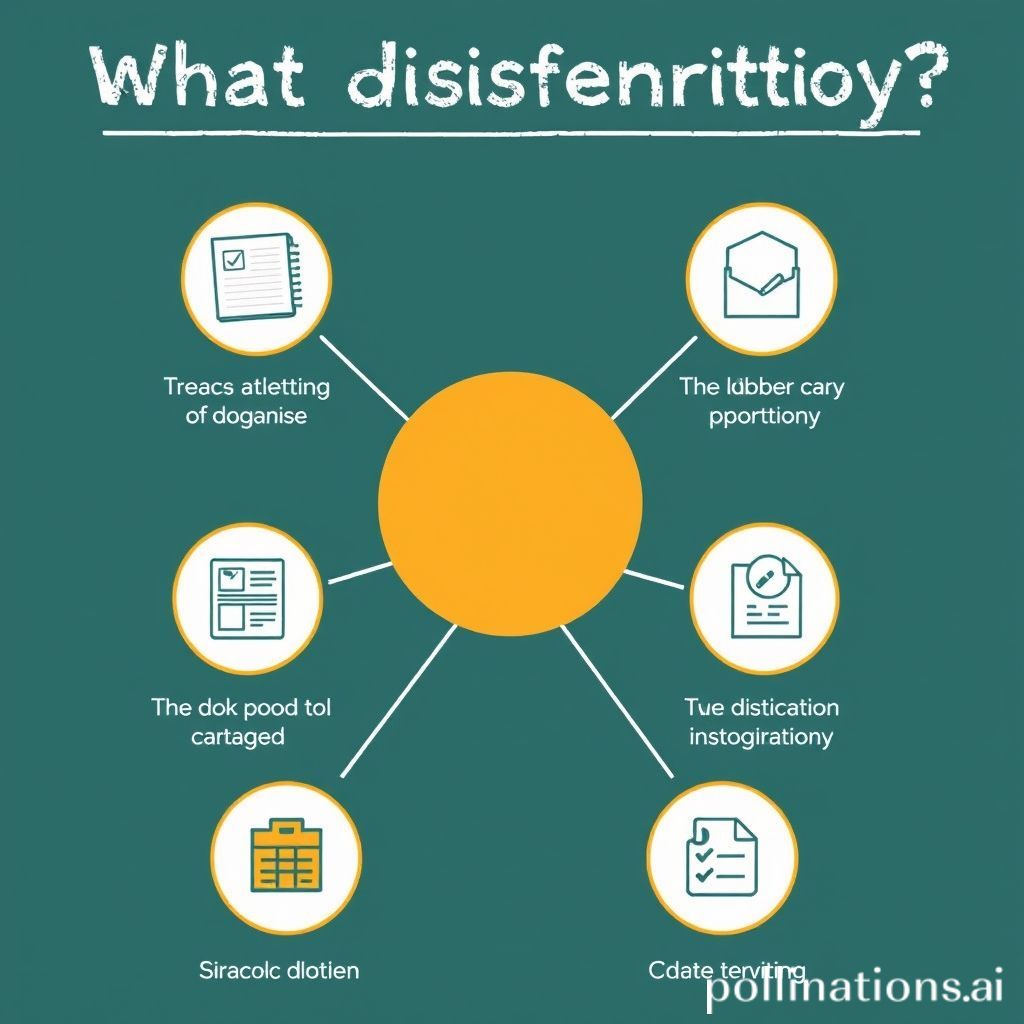 What disisfenrittioy?
Treacs atletting
of doganise
The lubber cary
pporttiony
The dok pood tol
cartaged
Tue distication
instogirationy
Siracolc dlotien
Cdate terviting
pollinations.ai